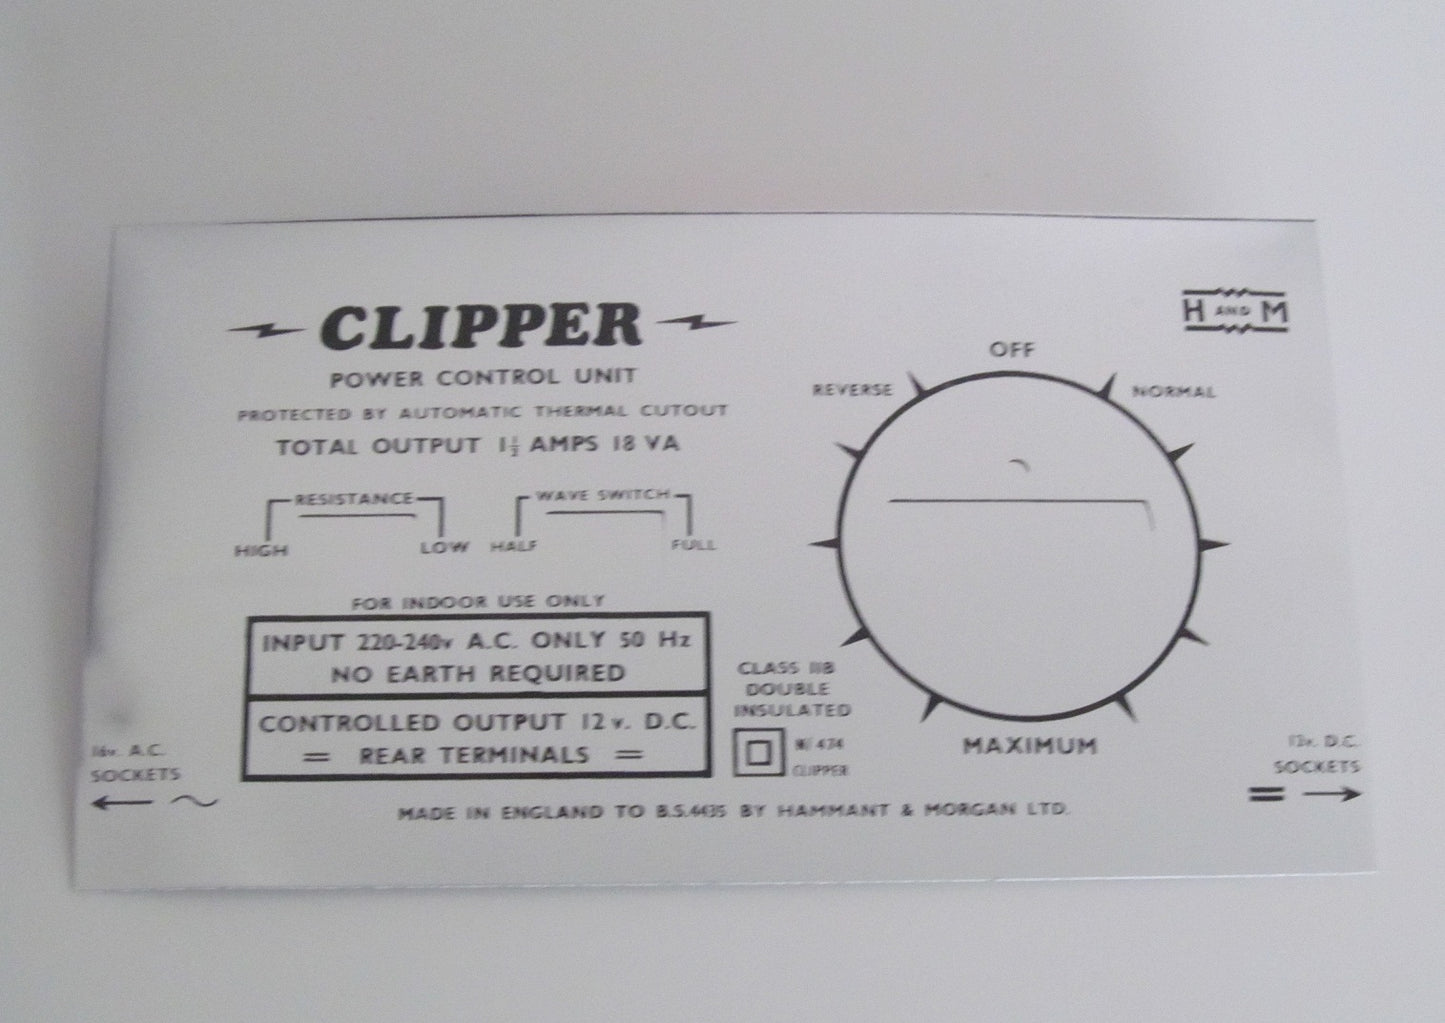 CLIPPER
POWER CONTROL UNIT
PROTECTED BY AUTOMATIC THERMAL CUTOUT
TOTAL OUTPUT 1½ AMPS 18 VA
RESISTANCE
HIGH LOW
WAVE SWITCH
HALF FULL
FOR INDOOR USE ONLY
INPUT 220-240v A.C. ONLY 50 Hz
NO EARTH REQUIRED
CONTROLLED OUTPUT 12v. D.C.
= REAR TERMINALS =
16v. A.C.
SOCKETS
CLASS IIB
DOUBLE
INSULATED
474
CLIPPER
H AND M
OFF
REVERSE NORMAL
MAXIMUM
12v. D.C.
SOCKETS
MADE IN ENGLAND TO B.S.4435 BY HAMMANT & MORGAN LTD.